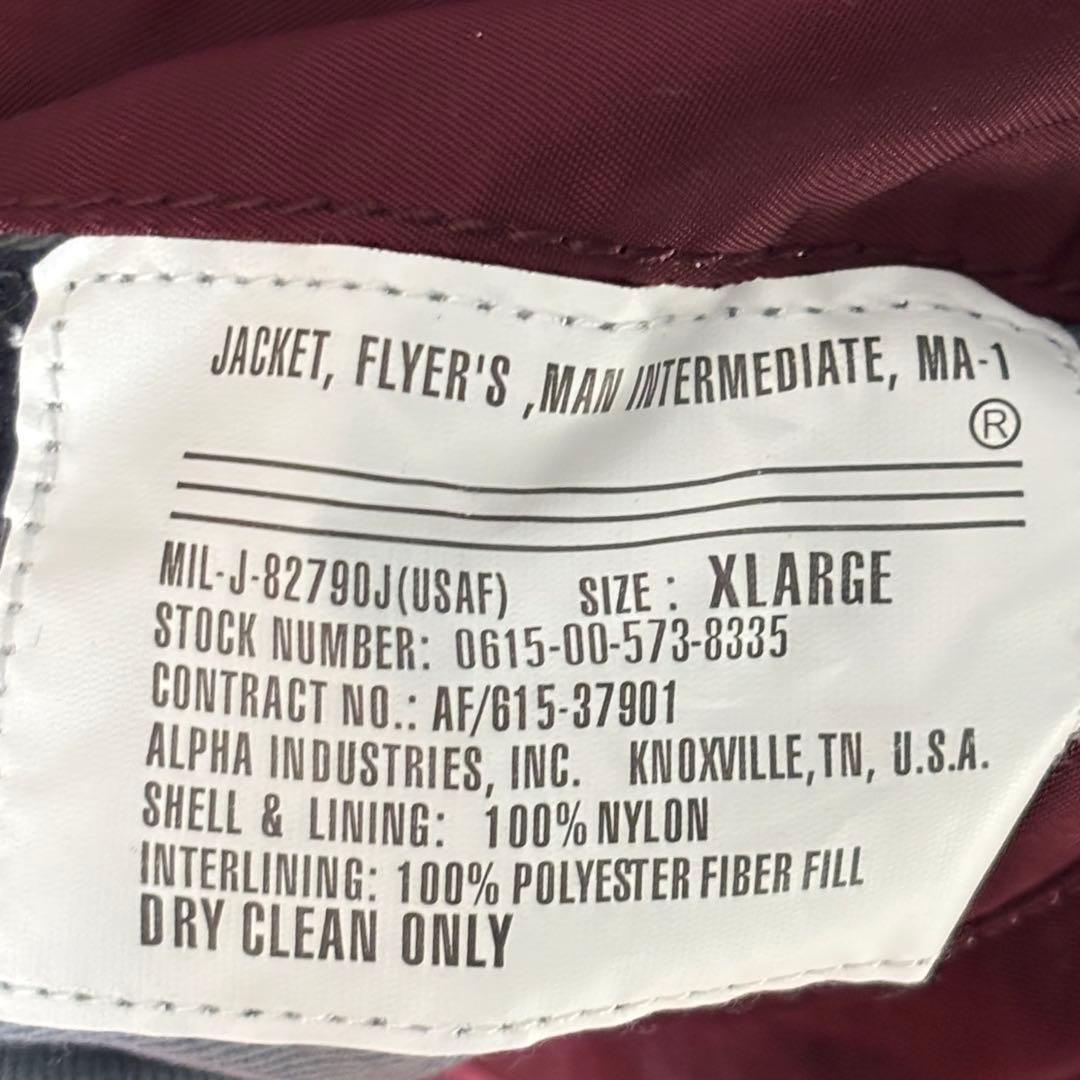 JACKET, FLYER'S ,MAN INTERMEDIATE, MA-1
®
MIL-J-82790J(USAF) SIZE : XLARGE
STOCK NUMBER: 0615-00-573-8335
CONTRACT NO.: AF/615-37901
ALPHA INDUSTRIES, INC. KNOXVILLE,TN, U.S.A.
SHELL & LINING: 100% NYLON
INTERLINING: 100% POLYESTER FIBER FILL
DRY CLEAN ONLY